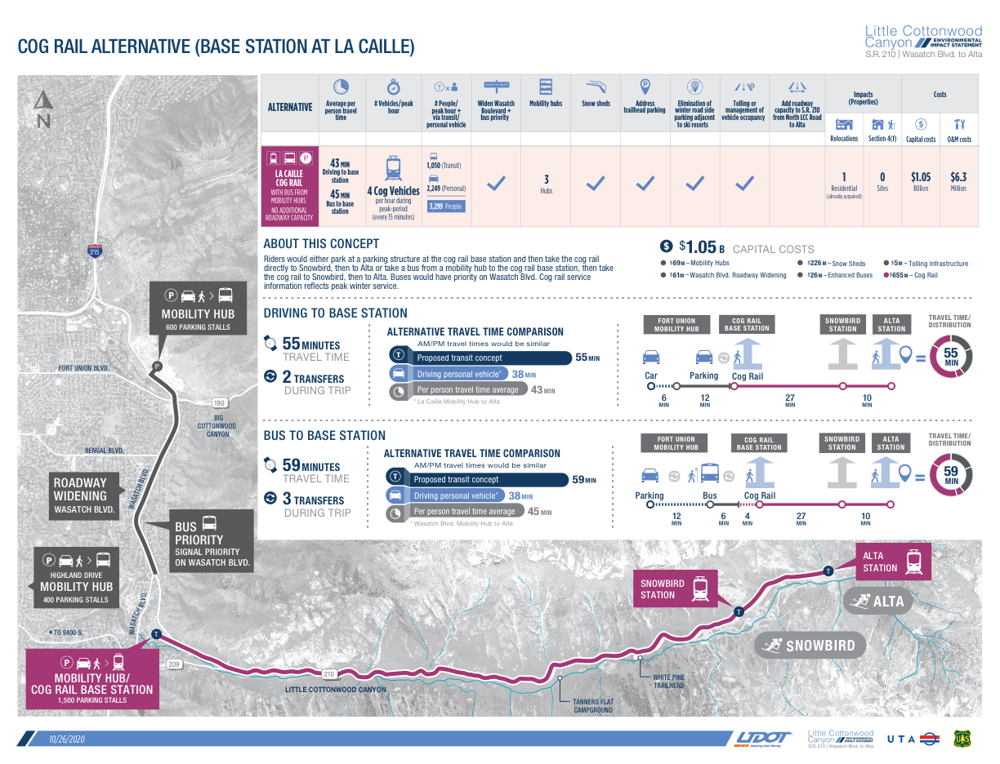 COG RAIL ALTERNATIVE (BASE STATION AT LA CAILLE)
Little Cottonwood
Canyon
ENVIRONMENTAL
IMPACT STATEMENT
S.R. 210 | Wasatch Blvd. to Alta
ALTERNATIVE
Average per
person travel
time
# Vehicles/peak
hour
T x
# People/
peak hour +
via transit/
personal vehicle
WASATCH BLVD
Widen Wasatch
Boulevard +
bus priority
Mobility hubs
Snow sheds
P
Address
trailhead parking
Elimination of
winter road side
parking adjacent
to ski resorts
Tolling or
management of
vehicle occupancy
Add roadway
capacity to S.R. 210
from North LCC Road
to Alta
Impacts
(Properties)
Costs
Relocations
Section 4(f)
$
Capital costs
O&M costs
P
LA CAILLE
COG RAIL
WITH BUS FROM
MOBILITY HUBS
NO ADDITIONAL
ROADWAY CAPACITY
43 MIN
Driving to base
station
45 MIN
Bus to base
station
4 Cog Vehicles
per hour during
peak-period
(every 15 minutes)
1,050 (Transit)
2,249 (Personal)
3,299 People
3
Hubs
1
Residential
(already acquired)
0
Sites
$1.05
Billion
$6.3
Million
ABOUT THIS CONCEPT
Riders would either park at a parking structure at the cog rail base station and then take the cog rail
directly to Snowbird, then to Alta or take a bus from a mobility hub to the cog rail base station, then take
the cog rail to Snowbird, then to Alta. Buses would have priority on Wasatch Blvd. Cog rail service
information reflects peak winter service.
$ $1.05 B CAPITAL COSTS
$69M – Mobility Hubs
$226M – Snow Sheds
$5M – Tolling Infrastructure
$61M – Wasatch Blvd. Roadway Widening
$26M – Enhanced Buses
$655M – Cog Rail
DRIVING TO BASE STATION
55 MINUTES
TRAVEL TIME
2 TRANSFERS
DURING TRIP
ALTERNATIVE TRAVEL TIME COMPARISON
AM/PM travel times would be similar
T Proposed transit concept 55 MIN
Driving personal vehicle* 38 MIN
Per person travel time average 43 MIN
* La Caille Mobility Hub to Alta
FORT UNION
MOBILITY HUB
COG RAIL
BASE STATION
SNOWBIRD
STATION
ALTA
STATION
TRAVEL TIME/
DISTRIBUTION
=
55
MIN
Car
Parking
Cog Rail
6
MIN
12
MIN
27
MIN
10
MIN
BUS TO BASE STATION
59 MINUTES
TRAVEL TIME
3 TRANSFERS
DURING TRIP
ALTERNATIVE TRAVEL TIME COMPARISON
AM/PM travel times would be similar
T Proposed transit concept 59 MIN
Driving personal vehicle* 38 MIN
Per person travel time average 45 MIN
* Wasatch Blvd. Mobility Hub to Alta
FORT UNION
MOBILITY HUB
COG RAIL
BASE STATION
SNOWBIRD
STATION
ALTA
STATION
TRAVEL TIME/
DISTRIBUTION
=
59
MIN
Parking
Bus
Cog Rail
12
MIN
6
MIN
4
MIN
27
MIN
10
MIN
N
215
P >
MOBILITY HUB
600 PARKING STALLS
P
FORT UNION BLVD.
190
BIG
COTTONWOOD
CANYON
BENGAL BLVD.
WASATCH BLVD.
ROADWAY
WIDENING
WASATCH BLVD.
BUS
PRIORITY
SIGNAL PRIORITY
ON WASATCH BLVD.
P >
HIGHLAND DRIVE
MOBILITY HUB
400 PARKING STALLS
WASATCH BLVD.
TO 9400 S.
T
P >
MOBILITY HUB/
COG RAIL BASE STATION
1,500 PARKING STALLS
209
210
LITTLE COTTONWOOD CANYON
TANNERS FLAT
CAMPGROUND
WHITE PINE
TRAILHEAD
SNOWBIRD
STATION
T
ALTA
STATION
T
ALTA
SNOWBIRD
10/26/2020
UDOT
Keeping Utah Moving
Little Cottonwood
Canyon
ENVIRONMENTAL
IMPACT STATEMENT
S.R. 210 | Wasatch Blvd. to Alta
UTA
UAS